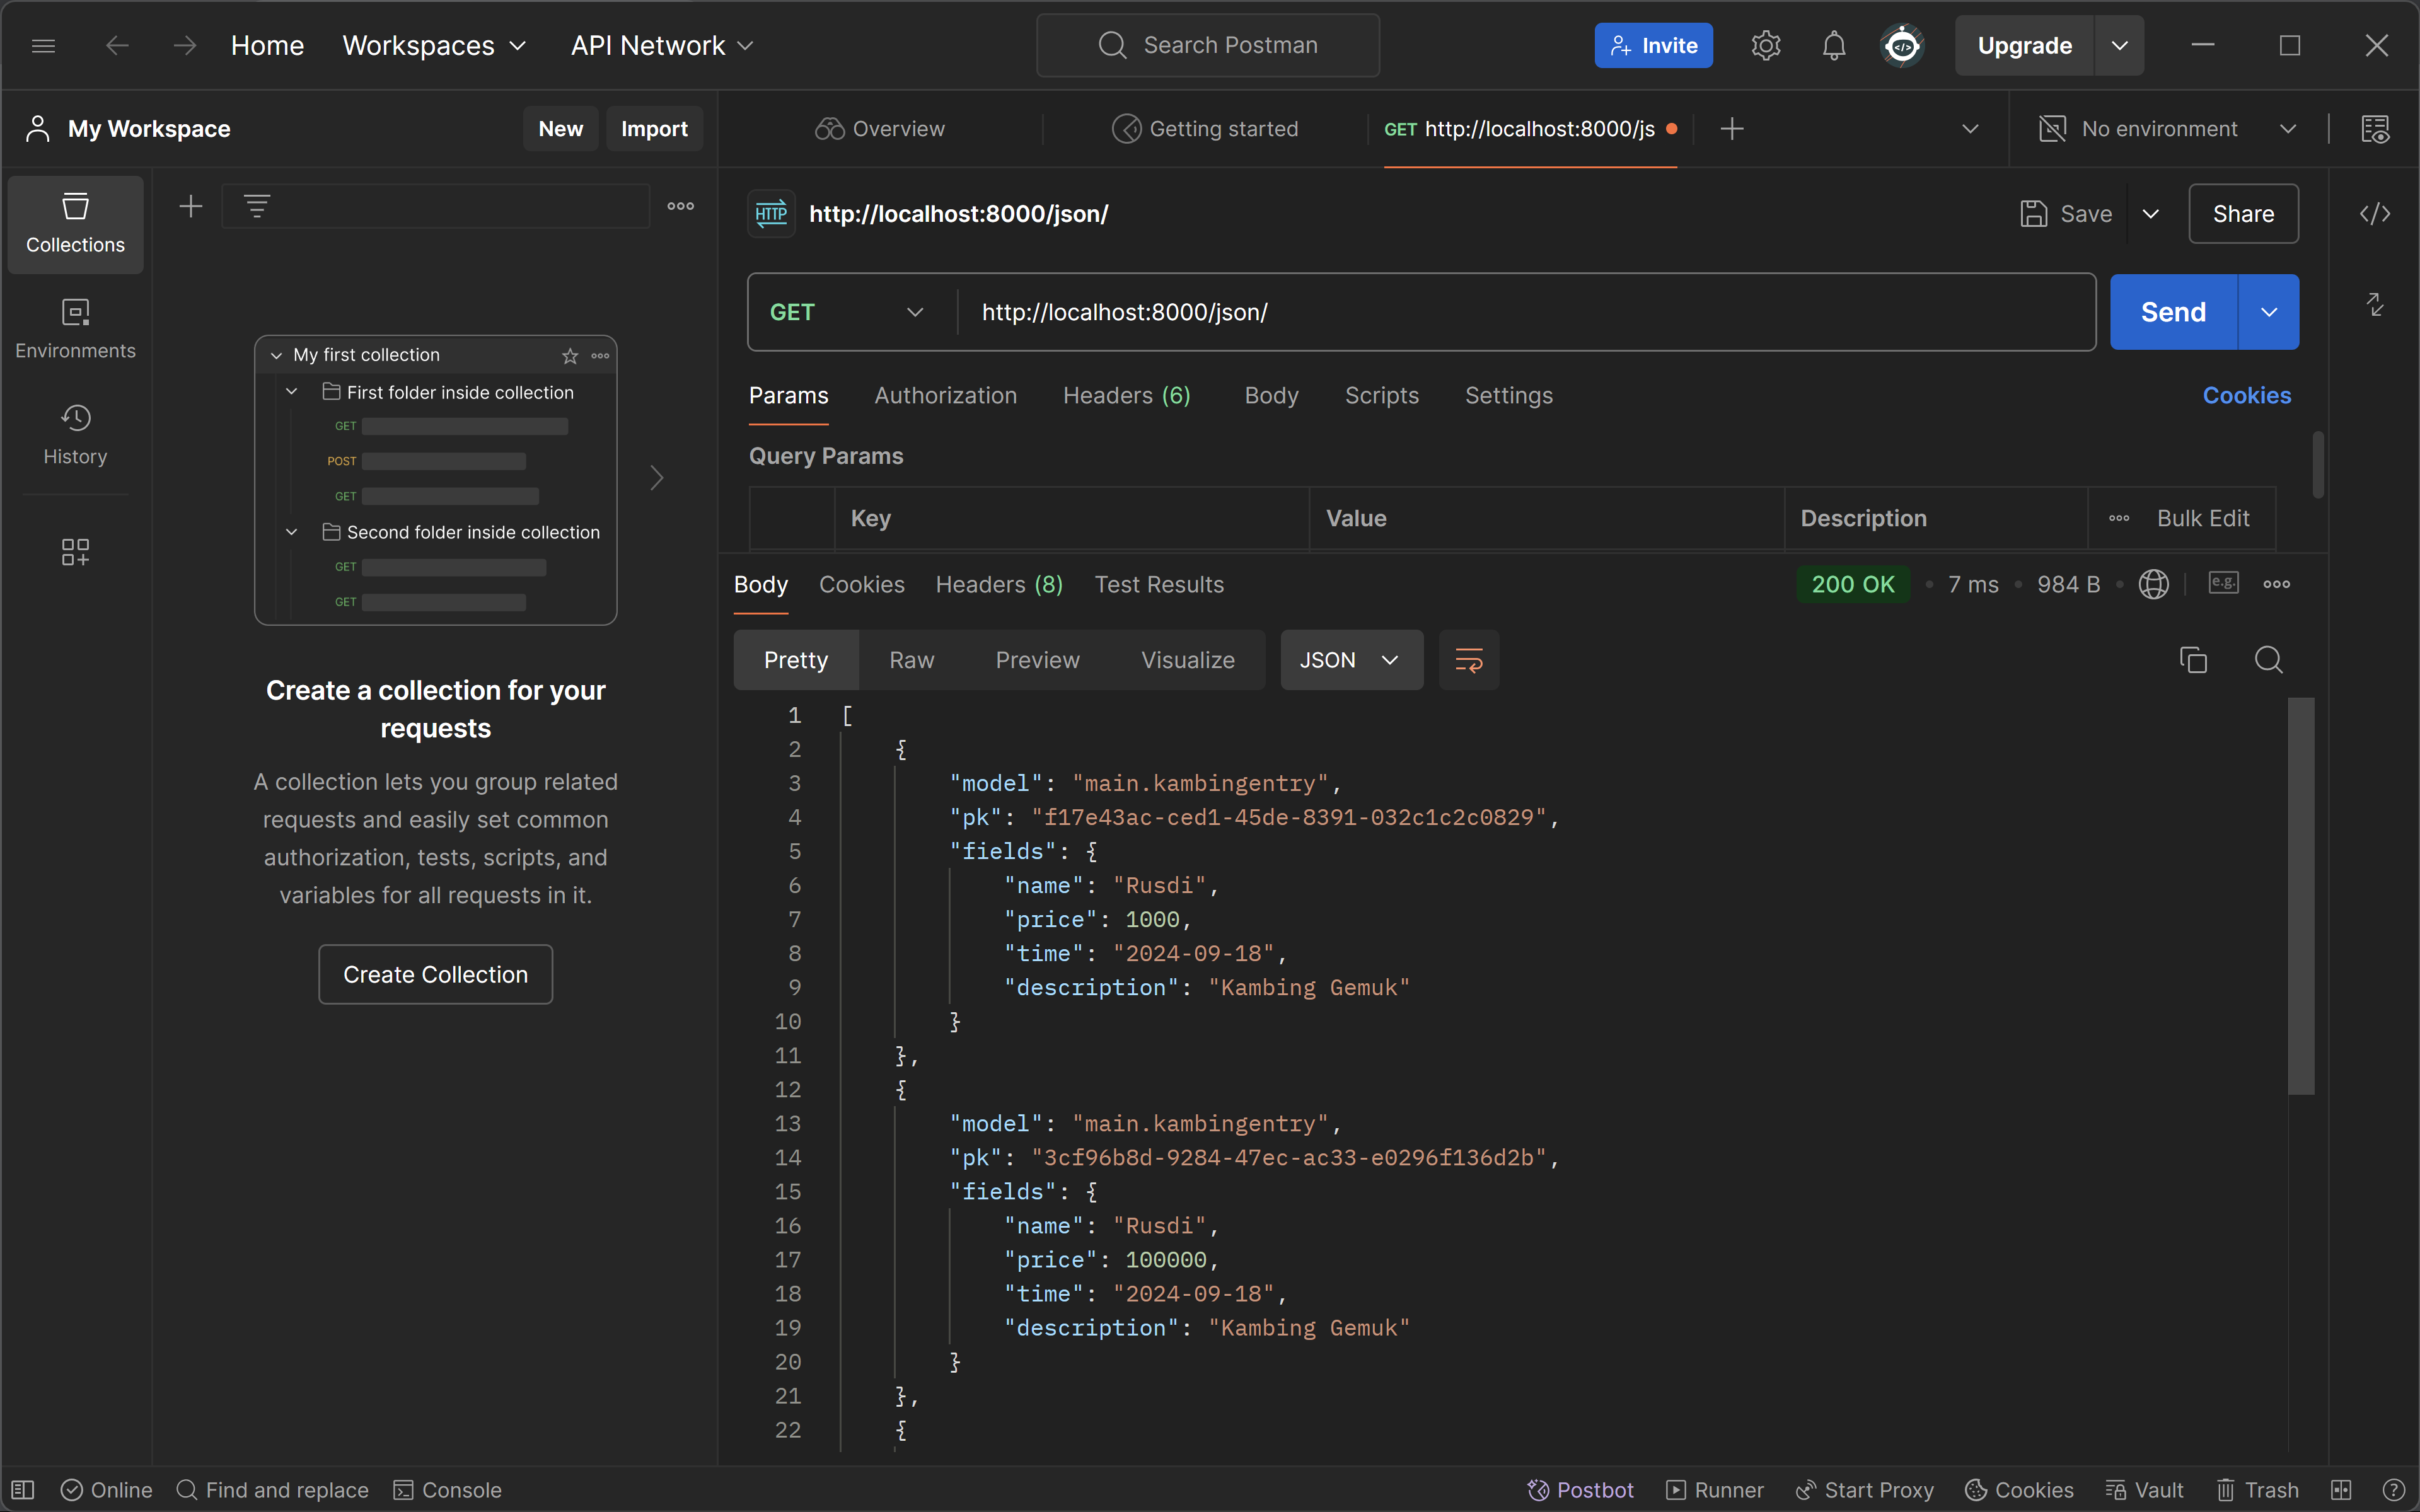 Home Workspaces API Network Search Postman Invite Upgrade
My Workspace New Import Overview Getting started GET http://localhost:8000/js No environment
Collections
Environments
History
My first collection
First folder inside collection
GET
POST
GET
Second folder inside collection
GET
GET
Create a collection for your
requests
A collection lets you group related
requests and easily set common
authorization, tests, scripts, and
variables for all requests in it.
Create Collection
HTTP http://localhost:8000/json/ Save Share
GET http://localhost:8000/json/ Send
Params Authorization Headers (6) Body Scripts Settings Cookies
Query Params
Key Value Description Bulk Edit
Body Cookies Headers (8) Test Results 200 OK 7 ms 984 B e.g.
Pretty Raw Preview Visualize JSON
1 [
2 {
3 "model": "main.kambingentry",
4 "pk": "f17e43ac-ced1-45de-8391-032c1c2c0829",
5 "fields": {
6 "name": "Rusdi",
7 "price": 1000,
8 "time": "2024-09-18",
9 "description": "Kambing Gemuk"
10 }
11 },
12 {
13 "model": "main.kambingentry",
14 "pk": "3cf96b8d-9284-47ec-ac33-e0296f136d2b",
15 "fields": {
16 "name": "Rusdi",
17 "price": 100000,
18 "time": "2024-09-18",
19 "description": "Kambing Gemuk"
20 }
21 },
22 {
Online Find and replace Console Postbot Runner Start Proxy Cookies Vault Trash